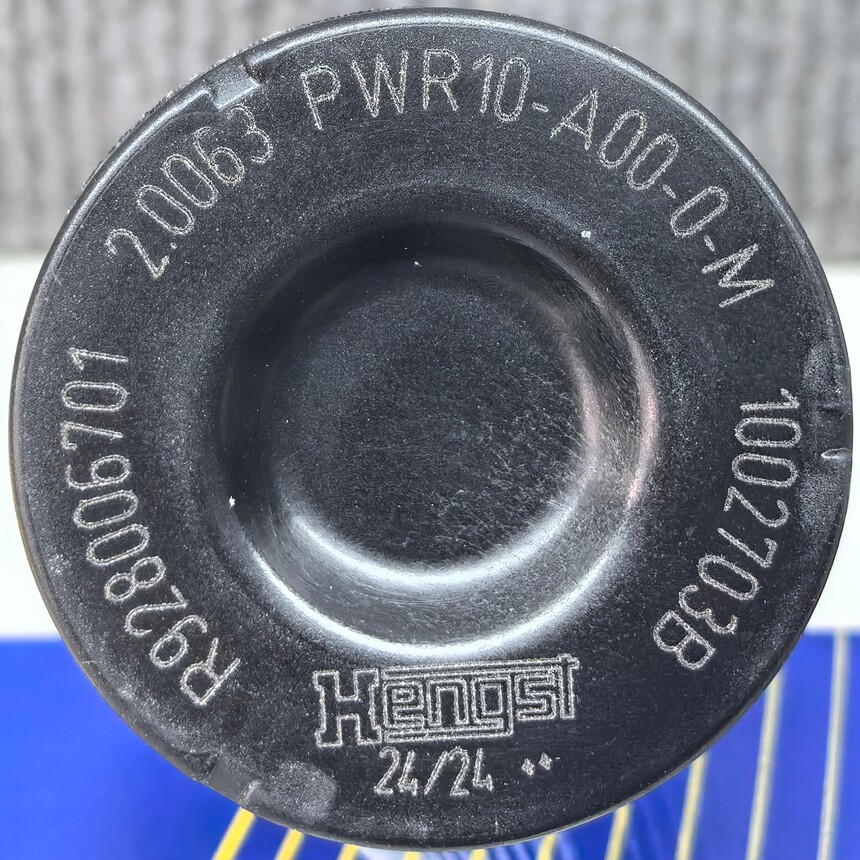 R928006701
2.0063 PWR10-A00-0-M
1002703B
Hengst
24/24